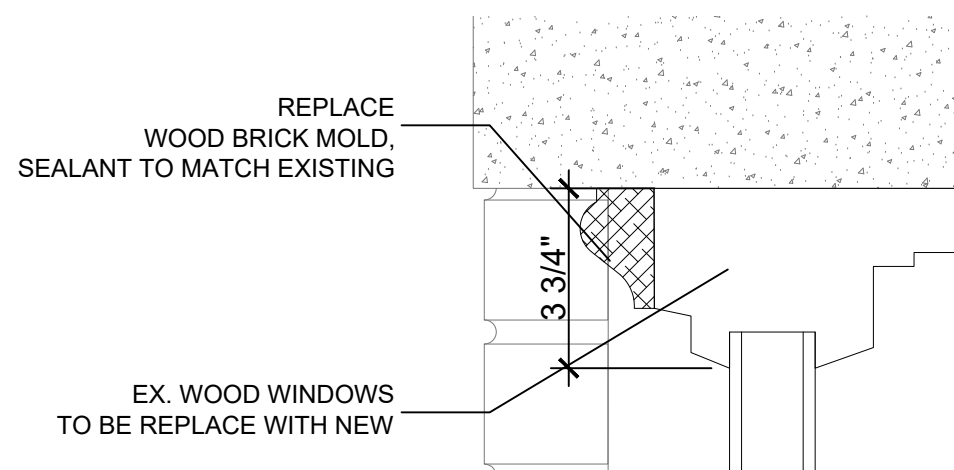 REPLACE
WOOD BRICK MOLD,
SEALANT TO MATCH EXISTING
3 3/4"
EX. WOOD WINDOWS
TO BE REPLACE WITH NEW